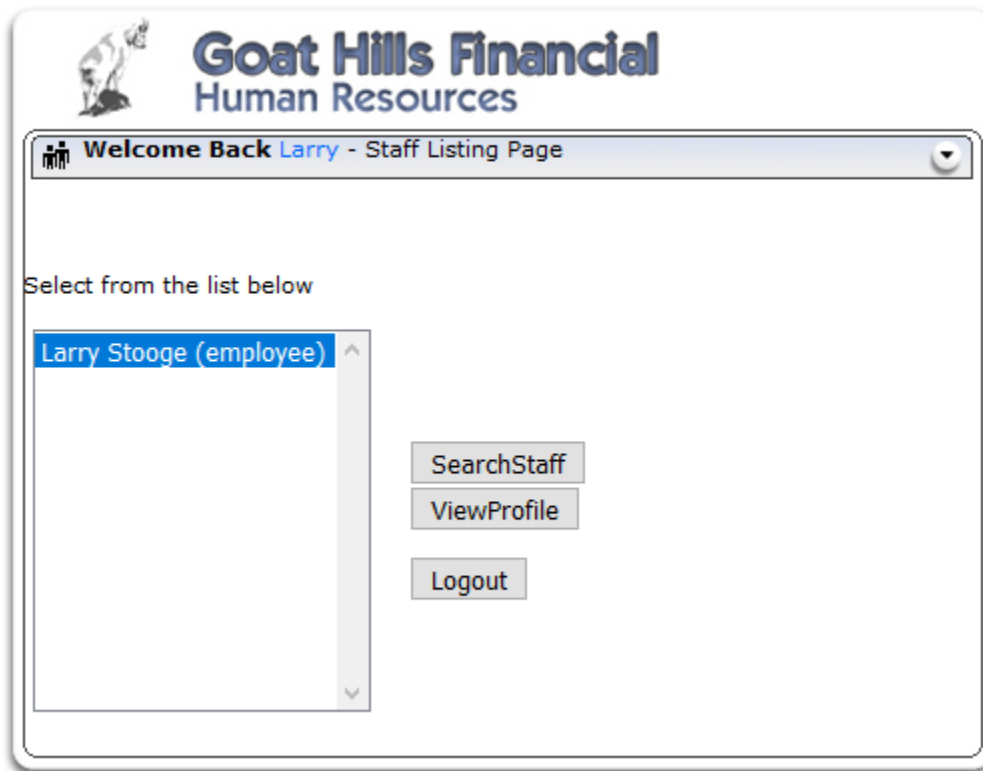 Goat Hills Financial
Human Resources
Welcome Back Larry - Staff Listing Page
Select from the list below
Larry Stooge (employee)
SearchStaff
ViewProfile
Logout